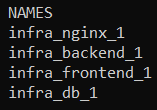 NAMES
infra_nginx_1
infra_backend_1
infra_frontend_1
infra_db_1